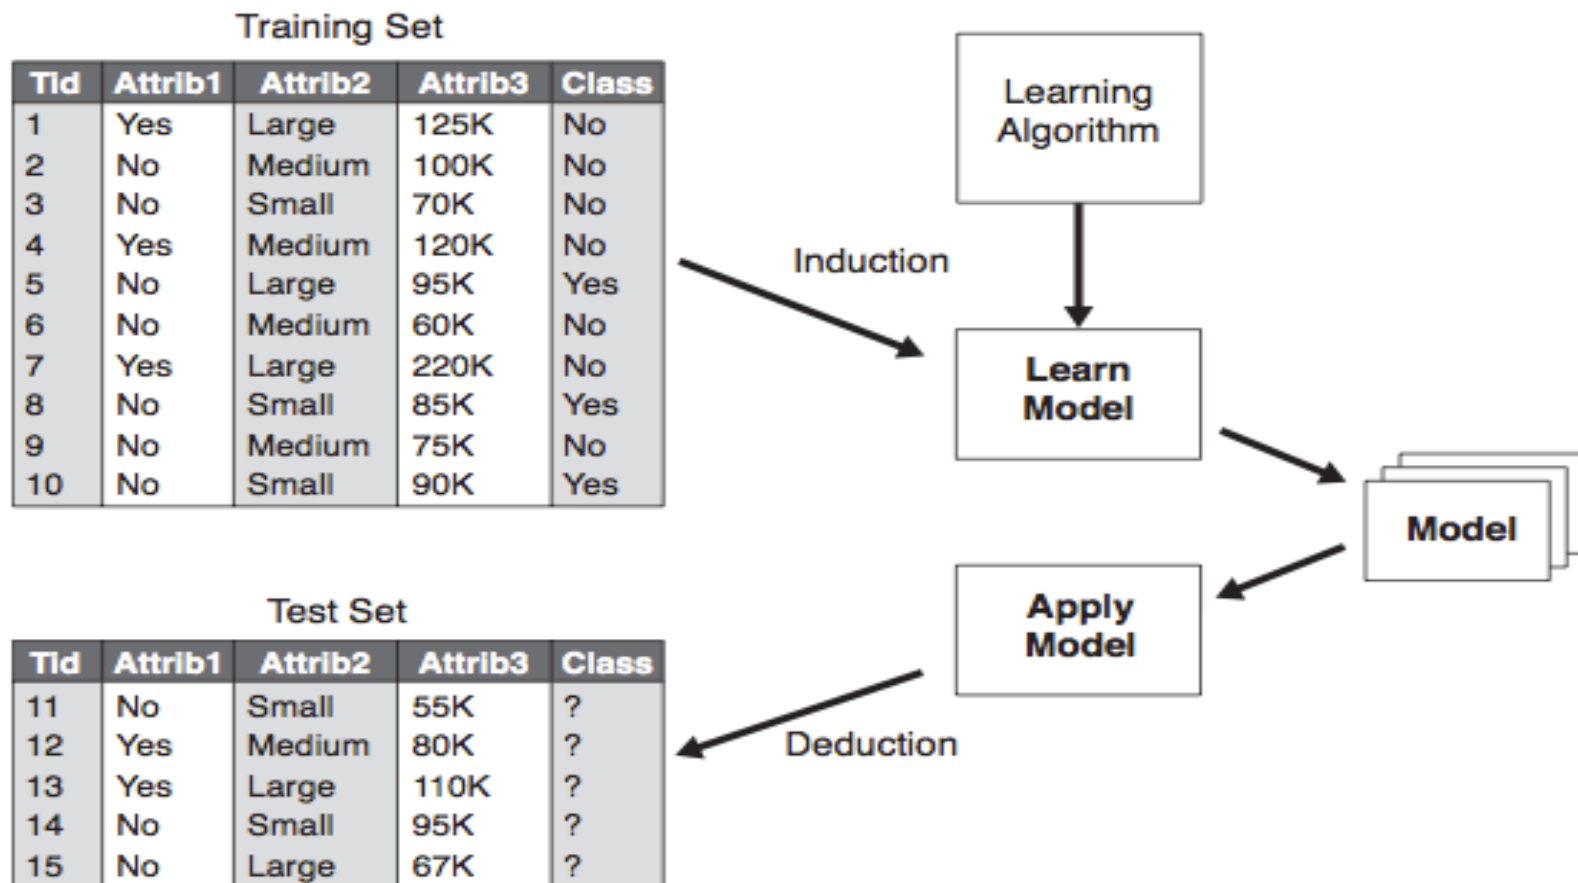 Training Set
Tid Attrib1 Attrib2 Attrib3 Class
1 Yes Large 125K No
2 No Medium 100K No
3 No Small 70K No
4 Yes Medium 120K No
5 No Large 95K Yes
6 No Medium 60K No
7 Yes Large 220K No
8 No Small 85K Yes
9 No Medium 75K No
10 No Small 90K Yes
Learning
Algorithm
Induction
Learn
Model
Model
Apply
Model
Deduction
Test Set
Tid Attrib1 Attrib2 Attrib3 Class
11 No Small 55K ?
12 Yes Medium 80K ?
13 Yes Large 110K ?
14 No Small 95K ?
15 No Large 67K ?